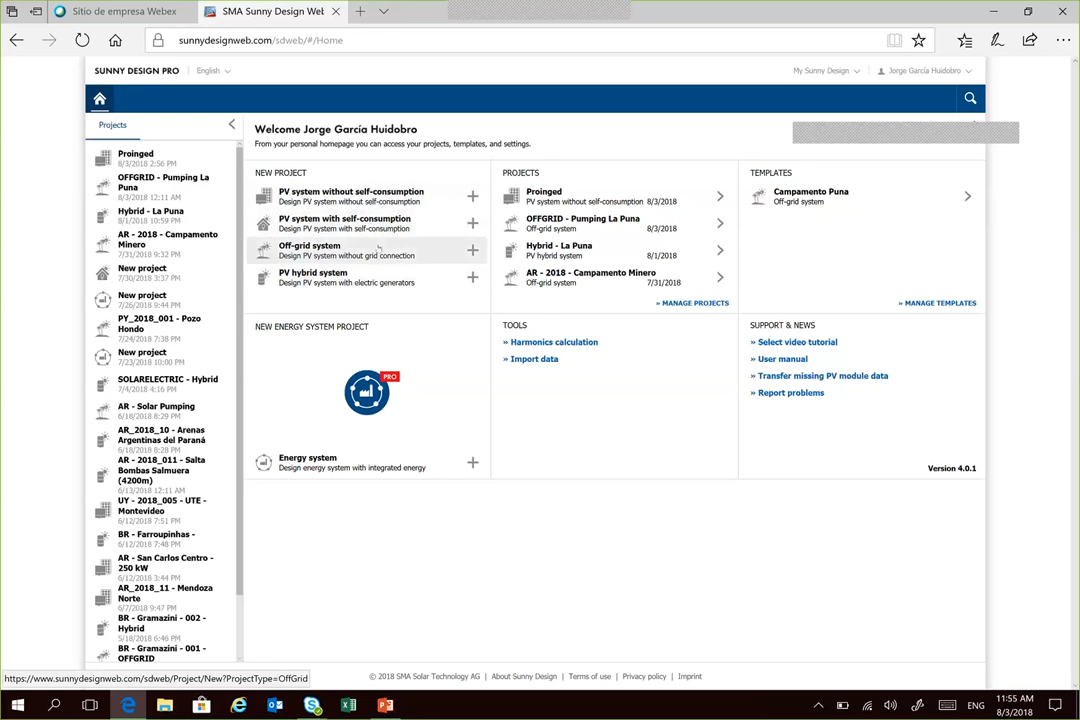 Sitio de empresa Webex
SMA Sunny Design Wel
sunnydesignweb.com/sdweb/#/Home
SUNNY DESIGN PRO
English
My Sunny Design
Jorge García Huidobro
Projects
Proinged
8/3/2018 2:56 PM
OFFGRID - Pumping La
Puna
8/3/2018 12:11 AM
Hybrid - La Puna
8/1/2018 10:59 PM
AR - 2018 - Campamento
Minero
7/31/2018 9:32 PM
New project
7/30/2018 3:37 PM
New project
7/26/2018 9:44 PM
PY_2018_001 - Pozo
Hondo
7/24/2018 7:38 PM
New project
7/23/2018 10:00 PM
SOLARELECTRIC - Hybrid
7/4/2018 4:16 PM
AR - Solar Pumping
6/18/2018 8:29 PM
AR_2018_10 - Arenas
Argentinas del Paraná
6/18/2018 8:28 PM
AR - 2018_011 - Salta
Bombas Salmuera
(4200m)
6/13/2018 12:11 AM
UY - 2018_005 - UTE -
Montevideo
6/12/2018 7:51 PM
BR - Farroupinhas -
6/12/2018 7:48 PM
AR - San Carlos Centro -
250 kW
6/12/2018 3:44 PM
AR_2018_11 - Mendoza
Norte
6/7/2018 9:47 PM
BR - Gramazini - 002 -
Hybrid
5/18/2018 6:46 PM
BR - Gramazini - 001 -
OFFGRID
Welcome Jorge García Huidobro
From your personal homepage you can access your projects, templates, and settings.
NEW PROJECT
PV system without self-consumption
Design PV system without self-consumption
PV system with self-consumption
Design PV system with self-consumption
Off-grid system
Design PV system without grid connection
PV hybrid system
Design PV system with electric generators
PROJECTS
Proinged
PV system without self-consumption 8/3/2018
OFFGRID - Pumping La Puna
Off-grid system 8/3/2018
Hybrid - La Puna
PV hybrid system 8/1/2018
AR - 2018 - Campamento Minero
Off-grid system 7/31/2018
» MANAGE PROJECTS
TEMPLATES
Campamento Puna
Off-grid system
» MANAGE TEMPLATES
NEW ENERGY SYSTEM PROJECT
PRO
Energy system
Design energy system with integrated energy
TOOLS
» Harmonics calculation
» Import data
SUPPORT & NEWS
» Select video tutorial
» User manual
» Transfer missing PV module data
» Report problems
Version 4.0.1
© 2018 SMA Solar Technology AG | About Sunny Design | Terms of use | Privacy policy | Imprint
https://www.sunnydesignweb.com/sdweb/Project/New?ProjectType=OffGrid
ENG
11:55 AM
8/3/2018